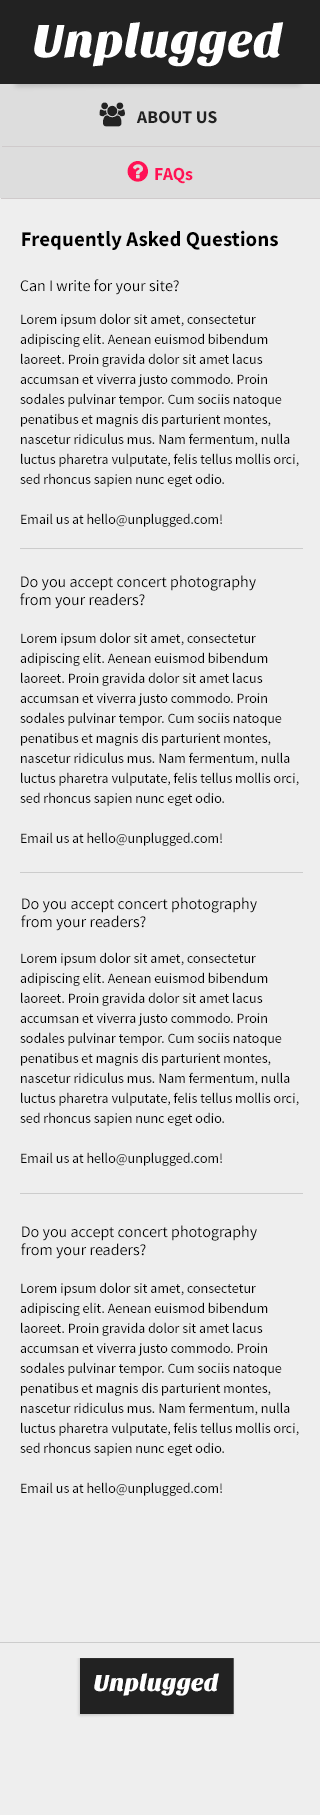 Unplugged
ABOUT US
FAQs
Frequently Asked Questions
Can I write for your site?
Lorem ipsum dolor sit amet, consectetur
adipiscing elit. Aenean euismod bibendum
laoreet. Proin gravida dolor sit amet lacus
accumsan et viverra justo commodo. Proin
sodales pulvinar tempor. Cum sociis natoque
penatibus et magnis dis parturient montes,
nascetur ridiculus mus. Nam fermentum, nulla
luctus pharetra vulputate, felis tellus mollis orci,
sed rhoncus sapien nunc eget odio.
Email us at hello@unplugged.com!
Do you accept concert photography
from your readers?
Lorem ipsum dolor sit amet, consectetur
adipiscing elit. Aenean euismod bibendum
laoreet. Proin gravida dolor sit amet lacus
accumsan et viverra justo commodo. Proin
sodales pulvinar tempor. Cum sociis natoque
penatibus et magnis dis parturient montes,
nascetur ridiculus mus. Nam fermentum, nulla
luctus pharetra vulputate, felis tellus mollis orci,
sed rhoncus sapien nunc eget odio.
Email us at hello@unplugged.com!
Do you accept concert photography
from your readers?
Lorem ipsum dolor sit amet, consectetur
adipiscing elit. Aenean euismod bibendum
laoreet. Proin gravida dolor sit amet lacus
accumsan et viverra justo commodo. Proin
sodales pulvinar tempor. Cum sociis natoque
penatibus et magnis dis parturient montes,
nascetur ridiculus mus. Nam fermentum, nulla
luctus pharetra vulputate, felis tellus mollis orci,
sed rhoncus sapien nunc eget odio.
Email us at hello@unplugged.com!
Do you accept concert photography
from your readers?
Lorem ipsum dolor sit amet, consectetur
adipiscing elit. Aenean euismod bibendum
laoreet. Proin gravida dolor sit amet lacus
accumsan et viverra justo commodo. Proin
sodales pulvinar tempor. Cum sociis natoque
penatibus et magnis dis parturient montes,
nascetur ridiculus mus. Nam fermentum, nulla
luctus pharetra vulputate, felis tellus mollis orci,
sed rhoncus sapien nunc eget odio.
Email us at hello@unplugged.com!
Unplugged